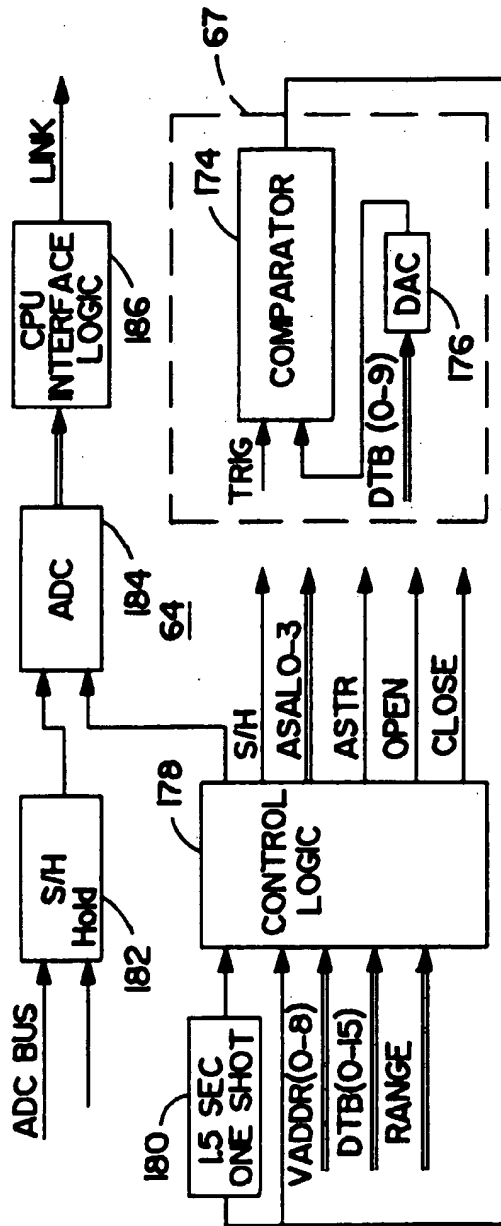 ADC BUS
S/H
Hold
182
ADC
184
64
CPU
INTERFACE
LOGIC
186
LINK
180
1.5 SEC
ONE SHOT
VADDR(0-8)
DTB(0-15)
RANGE
178
CONTROL
LOGIC
S/H
ASAL0-3
ASTR
OPEN
CLOSE
67
174
TRIG
COMPARATOR
DTB (0-9)
DAC
176